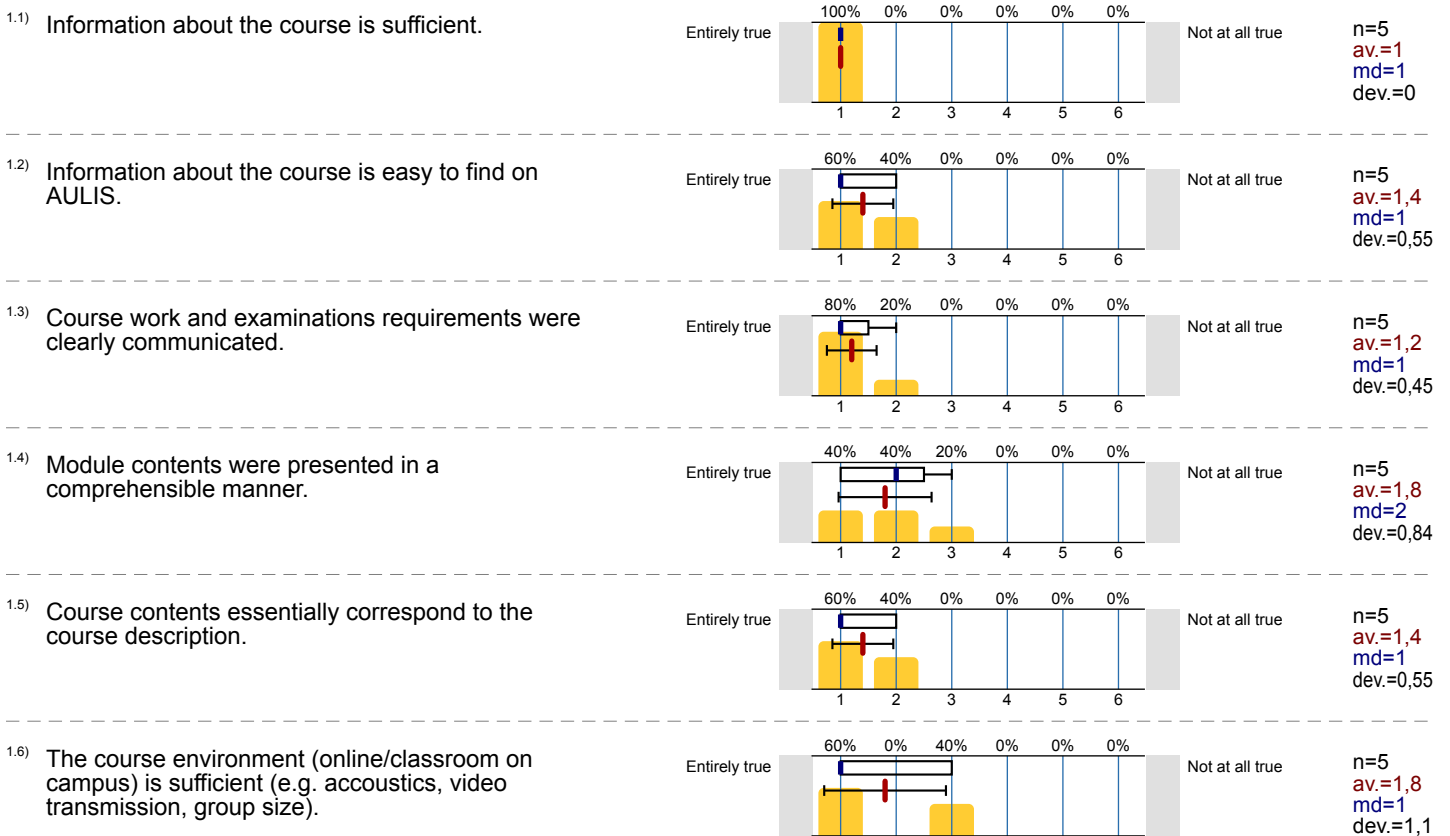 1.1) Information about the course is sufficient.
100% 0% 0% 0% 0% 0%
Entirely true Not at all true
1 2 3 4 5 6
n=5
av.=1
md=1
dev.=0
1.2) Information about the course is easy to find on
AULIS.
60% 40% 0% 0% 0% 0%
Entirely true Not at all true
1 2 3 4 5 6
n=5
av.=1,4
md=1
dev.=0,55
1.3) Course work and examinations requirements were
clearly communicated.
80% 20% 0% 0% 0% 0%
Entirely true Not at all true
1 2 3 4 5 6
n=5
av.=1,2
md=1
dev.=0,45
1.4) Module contents were presented in a
comprehensible manner.
40% 40% 20% 0% 0% 0%
Entirely true Not at all true
1 2 3 4 5 6
n=5
av.=1,8
md=2
dev.=0,84
1.5) Course contents essentially correspond to the
course description.
60% 40% 0% 0% 0% 0%
Entirely true Not at all true
1 2 3 4 5 6
n=5
av.=1,4
md=1
dev.=0,55
1.6) The course environment (online/classroom on
campus) is sufficient (e.g. accoustics, video
transmission, group size).
60% 0% 40% 0% 0% 0%
Entirely true Not at all true
n=5
av.=1,8
md=1
dev.=1,1